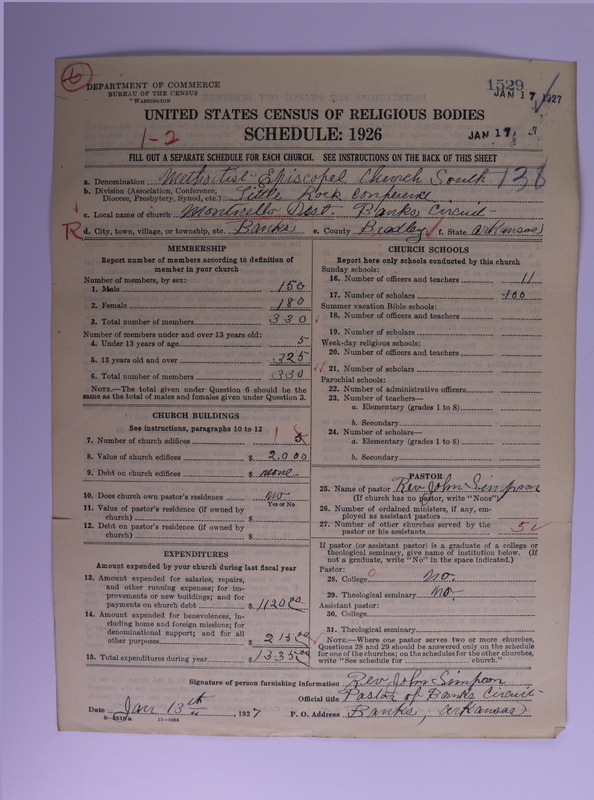 6
DEPARTMENT OF COMMERCE
BUREAU OF THE CENSUS
WASHINGTON
1529
JAN 17 1927
UNITED STATES CENSUS OF RELIGIOUS BODIES
SCHEDULE: 1926
1-2
JAN 17, 7
FILL OUT A SEPARATE SCHEDULE FOR EACH CHURCH. SEE INSTRUCTIONS ON THE BACK OF THIS SHEET
a. Denomination Methodist Episcopal Church South 138
b. Division (Association, Conference, Diocese, Presbytery, Synod, etc.) Little Rock Conference
c. Local name of church Monticello Dist. Banks Circuit
R d. City, town, village, or township, etc. Banks e. County Bradley f. State Arkansas
MEMBERSHIP
Report number of members according to definition of
member in your church
Number of members, by sex:
1. Male 150
2. Female 180
3. Total number of members 330
Number of members under and over 13 years old:
4. Under 13 years of age 5
5. 13 years old and over 325
6. Total number of members 330
NOTE.—The total given under Question 6 should be the
same as the total of males and females given under Question 3.
CHURCH BUILDINGS
See instructions, paragraphs 10 to 12
7. Number of church edifices 1 5
8. Value of church edifices $ 2,000
9. Debt on church edifices $ none
10. Does church own pastor's residence no
Yes or No
11. Value of pastor's residence (if owned by
church) $
12. Debt on pastor's residence (if owned by
church) $
EXPENDITURES
Amount expended by your church during last fiscal year
13. Amount expended for salaries, repairs,
and other running expenses; for im-
provements or new buildings; and for
payments on church debt $ 1120.00
14. Amount expended for benevolences, in-
cluding home and foreign missions; for
denominational support; and for all
other purposes $ 215.00
15. Total expenditures during year $ 1335.00
CHURCH SCHOOLS
Report here only schools conducted by this church
Sunday schools:
16. Number of officers and teachers 11
17. Number of scholars 100
Summer vacation Bible schools:
18. Number of officers and teachers
19. Number of scholars
Week-day religious schools:
20. Number of officers and teachers
21. Number of scholars
Parochial schools:
22. Number of administrative officers
23. Number of teachers—
a. Elementary (grades 1 to 8)
b. Secondary
24. Number of scholars—
a. Elementary (grades 1 to 8)
b. Secondary
PASTOR
25. Name of pastor Rev John Simpson
(If church has no pastor, write "None")
26. Number of ordained ministers, if any, em-
ployed as assistant pastors
27. Number of other churches served by the
pastor or his assistants 5
If pastor (or assistant pastor) is a graduate of a college or
theological seminary, give name of institution below. (If
not a graduate, write "No" in the space indicated.)
Pastor:
28. College 0 no.
29. Theological seminary no.
Assistant pastor:
30. College
31. Theological seminary
NOTE.—Where one pastor serves two or more churches,
Questions 28 and 29 should be answered only on the schedule
for one of the churches; on the schedules for the other churches,
write "See schedule for church."
Signature of person furnishing information Rev John Simpson
Official title Pastor of Banks Circuit
Date Jan 13th, 1927 P. O. Address Banks, Arkansas
11—9064